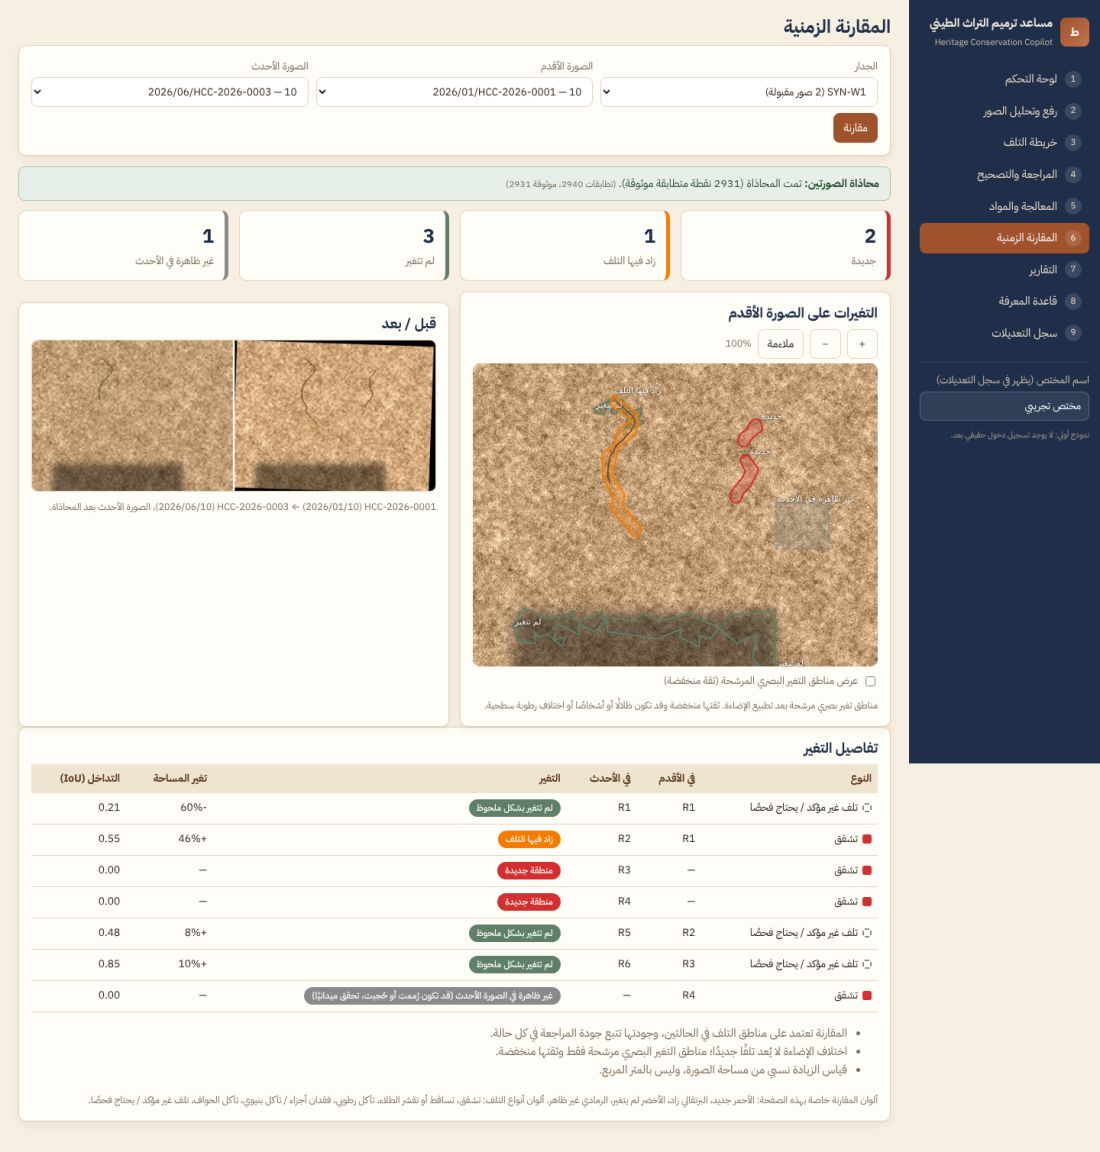 مساعد ترميم التراث الطيني
Heritage Conservation Copilot
ط
1 لوحة التحكم
2 رفع وتحليل الصور
3 خريطة التلف
4 المراجعة والتصحيح
5 المعالجة والمواد
6 المقارنة الزمنية
7 التقارير
8 قاعدة المعرفة
9 سجل التعديلات
اسم المختص (يظهر في سجل التعديلات)
مختص تجريبي
نموذج أولي: لا يوجد تسجيل دخول حقيقي بعد.
المقارنة الزمنية
الجدار
SYN-W1 (2 صور مقبولة)
الصورة الأقدم
2026/01/HCC-2026-0001 — 10
الصورة الأحدث
2026/06/HCC-2026-0003 — 10
مقارنة
محاذاة الصورتين: تمت المحاذاة (2931 نقطة متطابقة موثوقة). (تطابقات 2940، موثوقة 2931)
2
جديدة
1
زاد فيها التلف
3
لم تتغير
1
غير ظاهرة في الأحدث
التغيرات على الصورة الأقدم
+ − ملاءمة 100%
زاد فيها التلف
لم تتغير
جديدة
جديدة
غير ظاهرة في الأحدث
لم تتغير
لم تتغير
عرض مناطق التغير البصري المرشحة (ثقة منخفضة)
مناطق تغير بصري مرشحة بعد تطبيع الإضاءة. ثقتها منخفضة وقد تكون ظلالًا أو أشخاصًا أو اختلاف رطوبة سطحية.
قبل / بعد
HCC-2026-0001 (2026/01/10) ← HCC-2026-0003 (2026/06/10)، الصورة الأحدث بعد المحاذاة.
تفاصيل التغير
النوع في الأقدم في الأحدث التغير تغير المساحة التداخل (IoU)
تلف غير مؤكد / يحتاج فحصًا R1 R1 لم تتغير بشكل ملحوظ -60% 0.21
تشقق R1 R2 زاد فيها التلف +46% 0.55
تشقق — R3 منطقة جديدة — 0.00
تشقق — R4 منطقة جديدة — 0.00
تلف غير مؤكد / يحتاج فحصًا R2 R5 لم تتغير بشكل ملحوظ +8% 0.48
تلف غير مؤكد / يحتاج فحصًا R3 R6 لم تتغير بشكل ملحوظ +10% 0.85
تشقق R4 — غير ظاهرة في الصورة الأحدث (قد تكون رُممت أو حُجبت، تحقق ميدانيًا) — 0.00
• المقارنة تعتمد على مناطق التلف في الحالتين، وجودتها تتبع جودة المراجعة في كل حالة.
• اختلاف الإضاءة لا يُعد تلفًا جديدًا؛ مناطق التغير البصري مرشحة فقط وثقتها منخفضة.
• قياس الزيادة نسبي من مساحة الصورة، وليس بالمتر المربع.
ألوان المقارنة خاصة بهذه الصفحة: الأحمر جديد، البرتقالي زاد، الأخضر لم يتغير، الرمادي غير ظاهر. ألوان أنواع التلف: تشقق، تساقط أو تقشر الطلاء، تآكل رطوبي، فقدان أجزاء / تآكل بنيوي، تآكل الحواف، تلف غير مؤكد / يحتاج فحصًا.